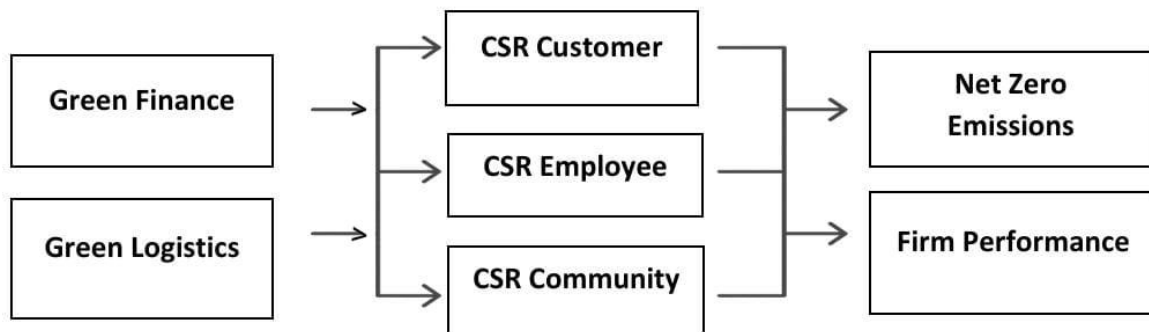 Green Finance
Green Logistics
CSR Customer
CSR Employee
CSR Community
Net Zero
Emissions
Firm Performance